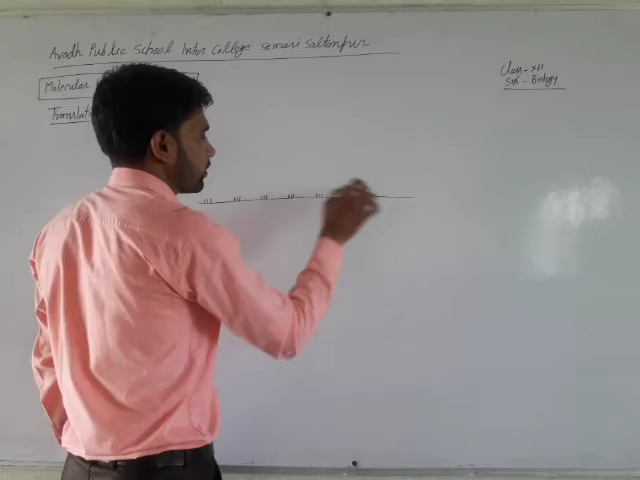 Avadh Public School Inter College Semari Sultanpur
Molecular
Class - XII
Sub - Biology